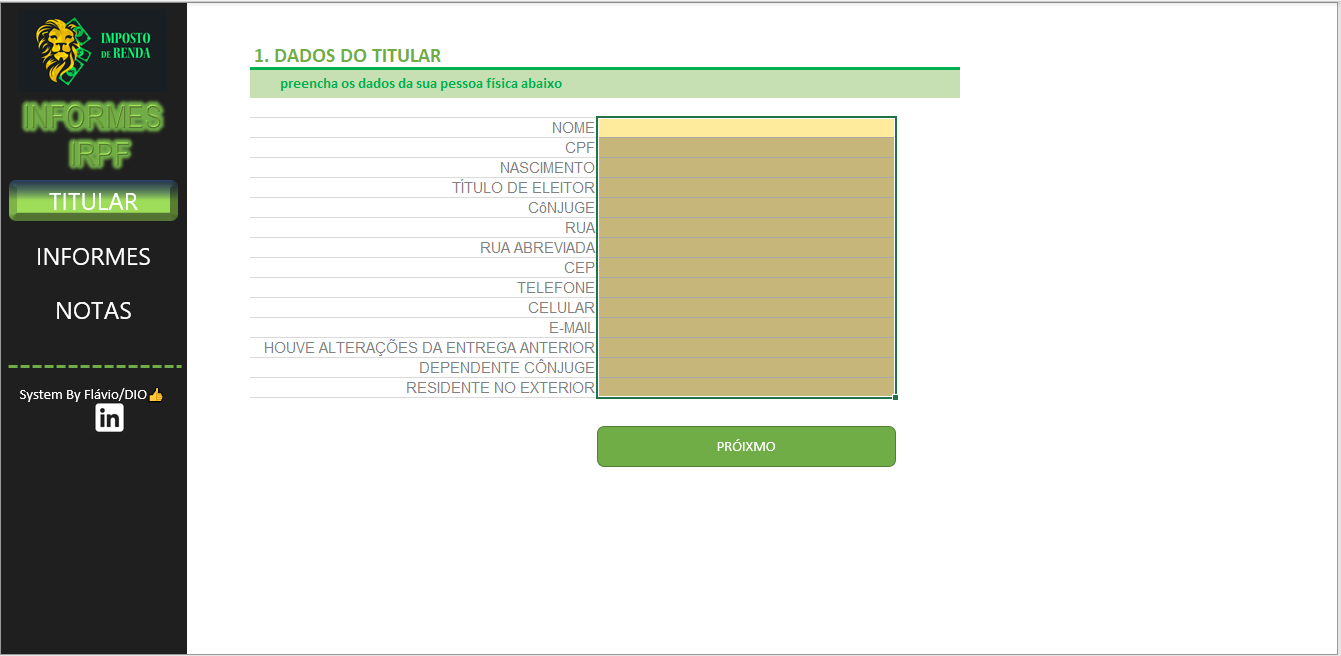 IMPOSTO
DE RENDA
INFORMES
IRPF
TITULAR
INFORMES
NOTAS
System By Flávio/DIO👍
in
1. DADOS DO TITULAR
preencha os dados da sua pessoa física abaixo
NOME
CPF
NASCIMENTO
TÍTULO DE ELEITOR
CôNJUGE
RUA
RUA ABREVIADA
CEP
TELEFONE
CELULAR
E-MAIL
HOUVE ALTERAÇÕES DA ENTREGA ANTERIOR
DEPENDENTE CÔNJUGE
RESIDENTE NO EXTERIOR
PRÓIXMO